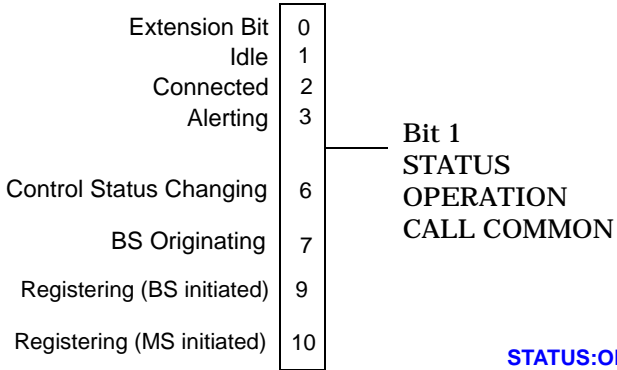 Extension Bit 0
Idle 1
Connected 2
Alerting 3
Control Status Changing 6
BS Originating 7
Registering (BS initiated) 9
Registering (MS initiated) 10
Bit 1
STATUS
OPERATION
CALL COMMON